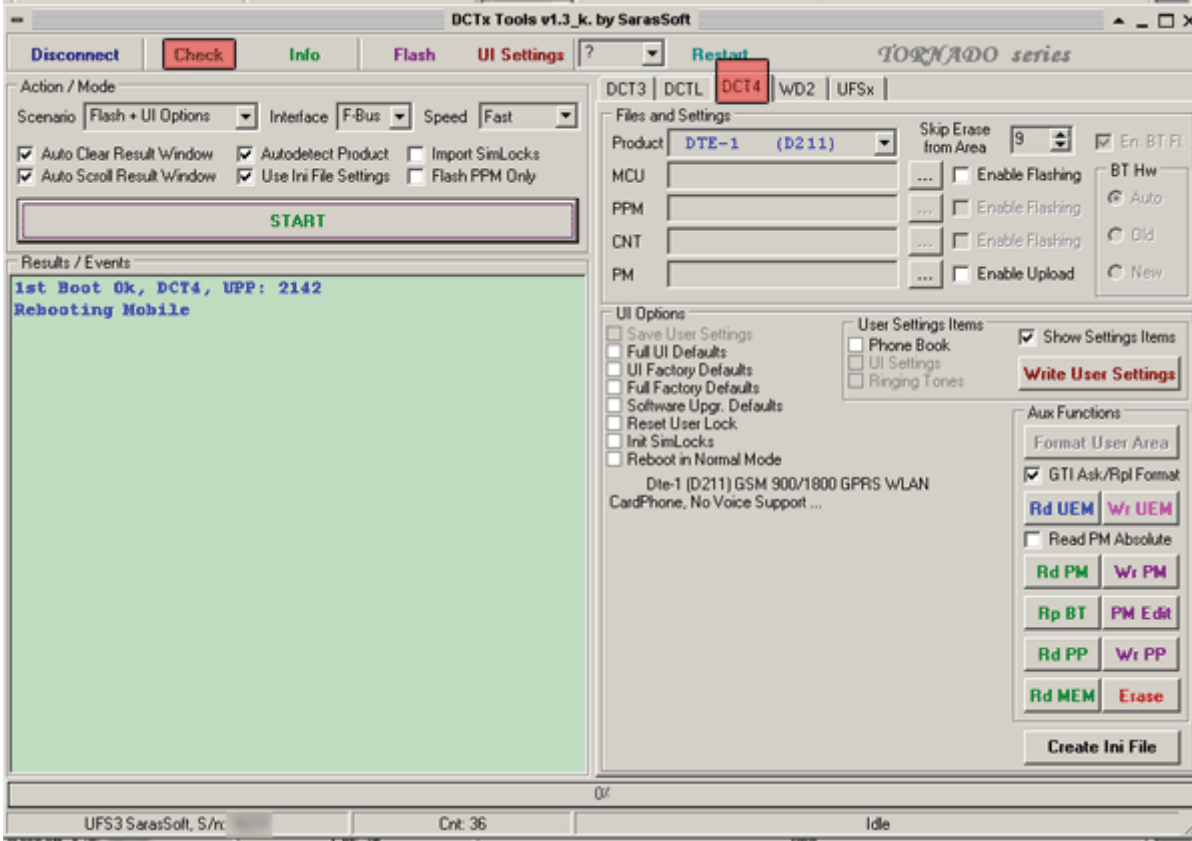 DCTx Tools v1.3_k. by SarasSoft
Disconnect Check Info Flash UI Settings ? Restart TORNADO series
Action / Mode
Scenario Flash + UI Options Interface F-Bus Speed Fast
Auto Clear Result Window Autodetect Product Import SimLocks
Auto Scroll Result Window Use Ini File Settings Flash PPM Only
START
Results / Events
1st Boot Ok, DCT4, UPP: 2142
Rebooting Mobile
DCT3 DCTL DCT4 WD2 UFSx
Files and Settings
Product DTE-1 (D211) Skip Erase from Area 9 En. BT Fl.
MCU ... Enable Flashing
PPM ... Enable Flashing
CNT ... Enable Flashing
PM ... Enable Upload
BT Hw
Auto
Old
New
UI Options
Save User Settings
Full UI Defaults
UI Factory Defaults
Full Factory Defaults
Software Upgr. Defaults
Reset User Lock
Init SimLocks
Reboot in Normal Mode
Dte-1 (D211) GSM 900/1800 GPRS WLAN
CardPhone, No Voice Support ...
User Settings Items
Phone Book
UI Settings
Ringing Tones
Show Settings Items
Write User Settings
Aux Functions
Format User Area
GTI Ask/Rpl Format
Rd UEM Wr UEM
Read PM Absolute
Rd PM Wr PM
Rp BT PM Edit
Rd PP Wr PP
Rd MEM Erase
Create Ini File
0%
UFS3 SarasSoft, S/n: Cnt: 36 Idle